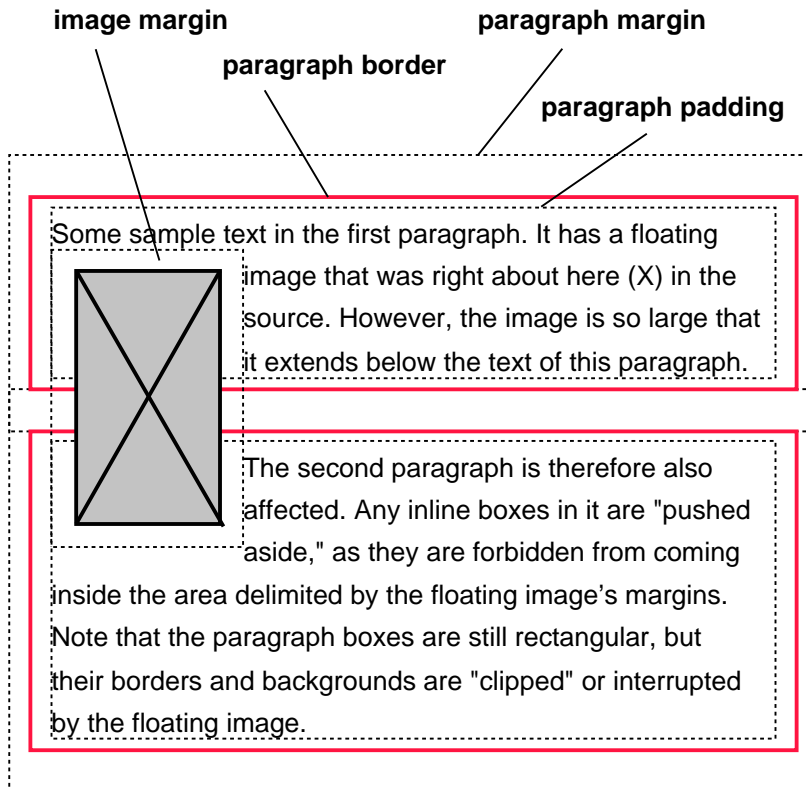 image margin
paragraph margin
paragraph border
paragraph padding
Some sample text in the first paragraph. It has a floating
image that was right about here (X) in the
source. However, the image is so large that
it extends below the text of this paragraph.
The second paragraph is therefore also
affected. Any inline boxes in it are "pushed
aside," as they are forbidden from coming
inside the area delimited by the floating image’s margins.
Note that the paragraph boxes are still rectangular, but
their borders and backgrounds are "clipped" or interrupted
by the floating image.